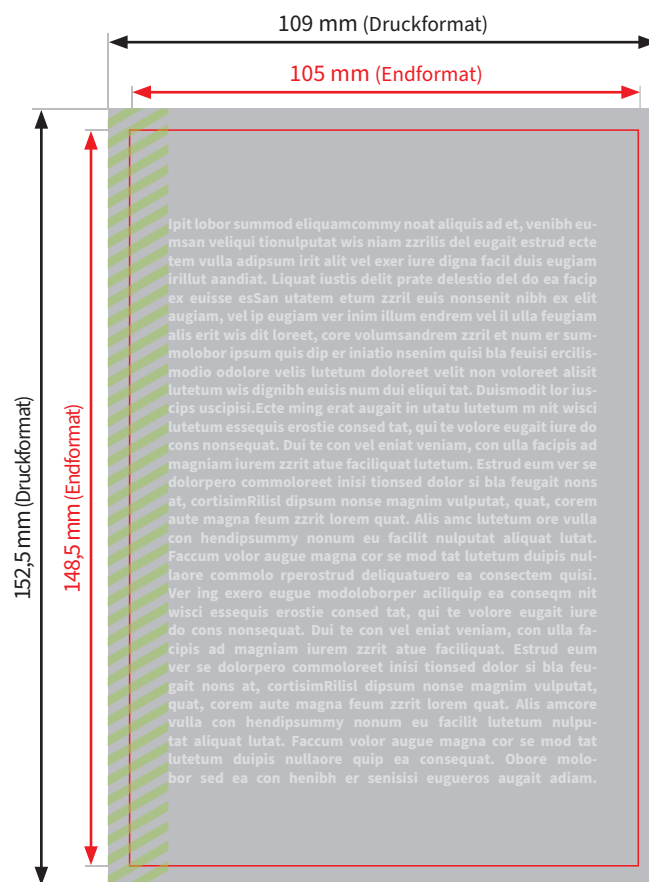 109 mm (Druckformat)
105 mm (Endformat)
152,5 mm (Druckformat)
148,5 mm (Endformat)
Ipit lobor summod eliquamcommy noat aliquis ad et, venibh eu-
msan veliqui tionulputat wis niam zzrilis del eugait estrud ecte
tem vulla adipsum irit alit vel exer iure digna facil duis eugiam
irillut aandiat. Liquat iustis delit prate delestio del do ea facip
ex euisse esSan utatem etum zzril euis nonsenit nibh ex elit
augiam, vel ip eugiam ver inim illum endrem vel il ulla feugiam
alis erit wis dit loreet, core volumsandrem zzril et num er sum-
molobor ipsum quis dip er iniatio nsenim quisi bla feuisi ercilis-
modio odolore velis lutetum doloreet velit non voloreet alisit
lutetum wis dignibh euisis num dui eliqui tat. Duismodit lor ius-
cips uscipisi.Ecte ming erst augait in utatu lutetum m nit wisci
lutetum essequis erostie consed tat, qui te volore eugait iure do
cons nonsequat. Dui te con vel eniat veniam, con ulla facipis ad
magniam iurem zzrit atue faciliquat lutetum. Estrud eum ver se
dolorpero commoloreet inisi tionsed dolor si bla feugait nons
at, cortisimRilisl dipsum nonse magnim vulputat, quat, corem
aute magna feum zzrit lorem quat. Alis amc lutetum ore vulla
con hendipsummy nonum eu facilit nulputat aliquat lutat.
Faccum volor augue magna cor se mod tat lutetum duipis nul-
laore commolo rperostrud deliquatuero ea conectem quisi.
Ver ing exero eugue modoloborper aciliquip ea conseqm nit
wisci essequis erostie consed tat, qui te volore eugait iure
do cons nonsequat. Dui te con vel eniat veniam, con ulla fa-
cipis ad magniam iurem zzrit atue faciliquat. Estrud eum
ver se dolorpero commoloreet inisi tionsed dolor si bla feu-
gait nons at, cortisimRilisl dipsum nonse magnim vulputat,
quat, corem aute magna feum zzrit lorem quat. Alis amcore
vulla con hendipsummy nonum eu facilit lutetum nulpu-
tat aliquat lutat. Faccum volor augue magna cor se mod tat
lutetum duipis nullaore quip ea consequat. Obore molo-
bor sed ea con henibh er senisisi eugueros augait adiam.